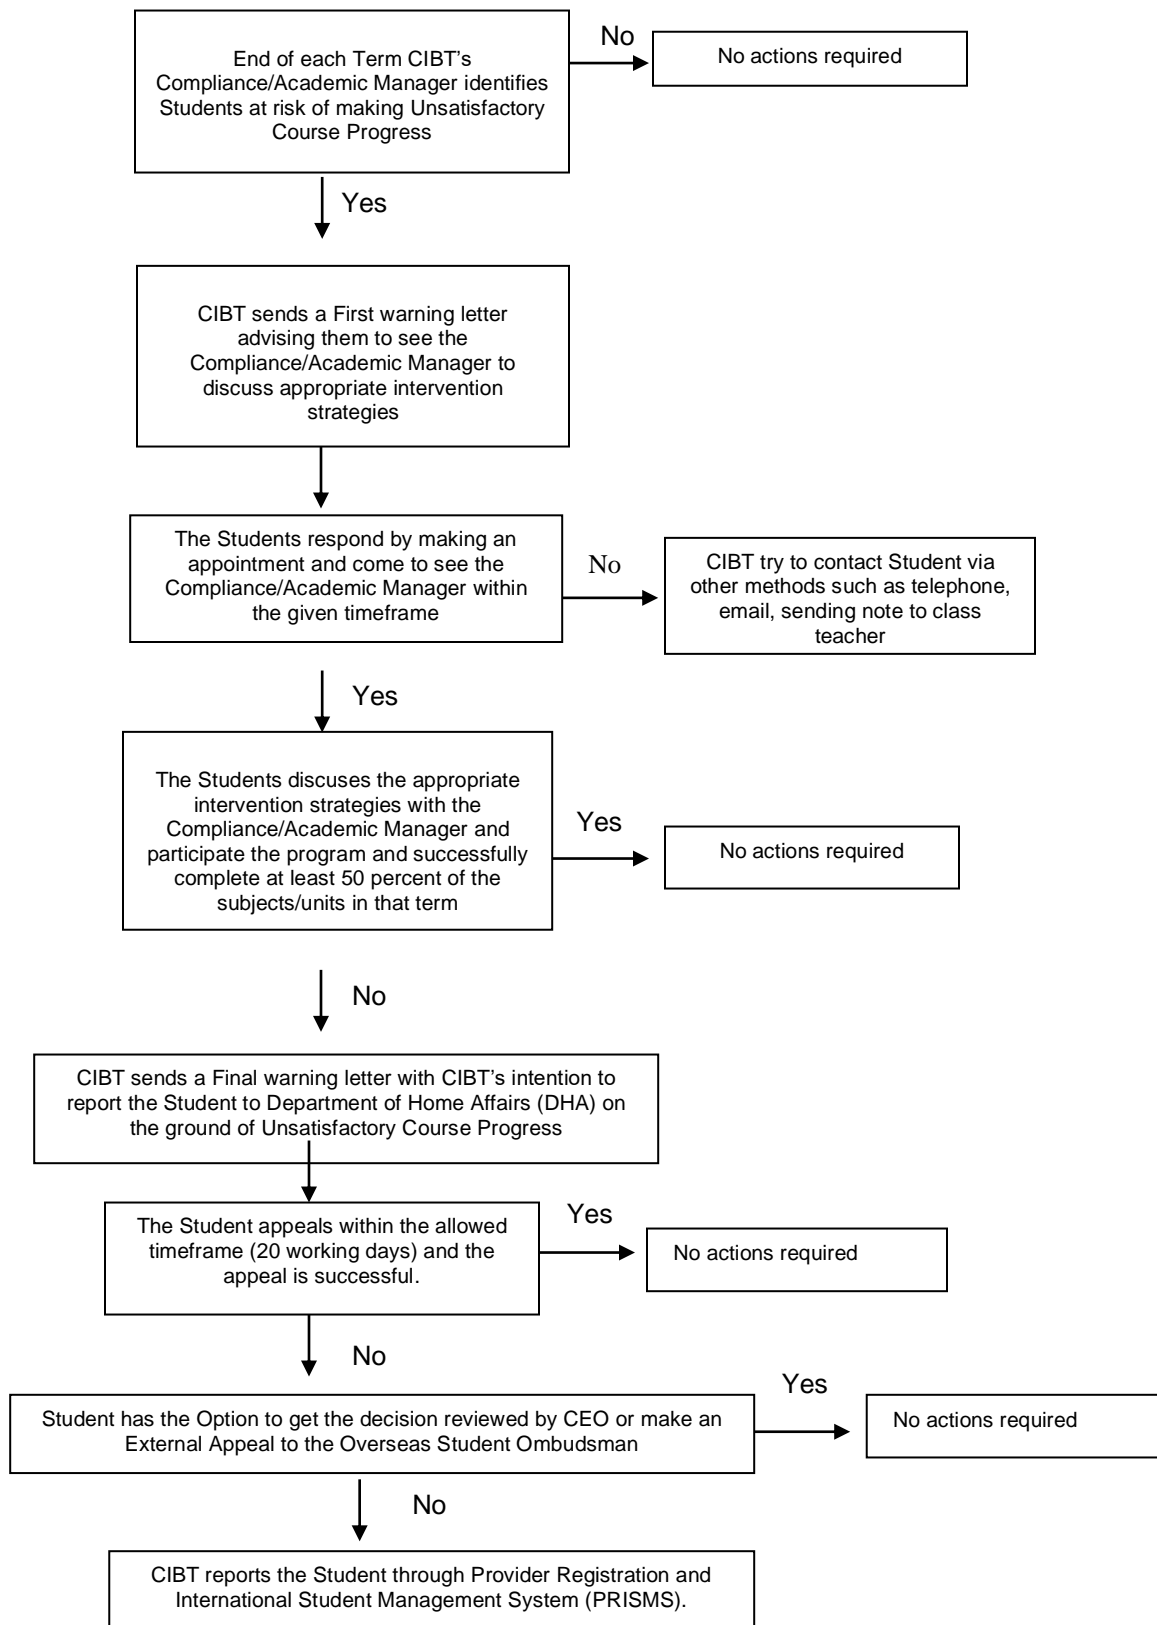 End of each Term CIBT’s
Compliance/Academic Manager identifies
Students at risk of making Unsatisfactory
Course Progress
No
No actions required
Yes
CIBT sends a First warning letter
advising them to see the
Compliance/Academic Manager to
discuss appropriate intervention
strategies
The Students respond by making an
appointment and come to see the
Compliance/Academic Manager within
the given timeframe
No
CIBT try to contact Student via
other methods such as telephone,
email, sending note to class
teacher
Yes
The Students discuses the appropriate
intervention strategies with the
Compliance/Academic Manager and
participate the program and successfully
complete at least 50 percent of the
subjects/units in that term
Yes
No actions required
No
CIBT sends a Final warning letter with CIBT’s intention to
report the Student to Department of Home Affairs (DHA) on
the ground of Unsatisfactory Course Progress
The Student appeals within the allowed
timeframe (20 working days) and the
appeal is successful.
Yes
No actions required
No
Student has the Option to get the decision reviewed by CEO or make an
External Appeal to the Overseas Student Ombudsman
Yes
No actions required
No
CIBT reports the Student through Provider Registration and
International Student Management System (PRISMS).